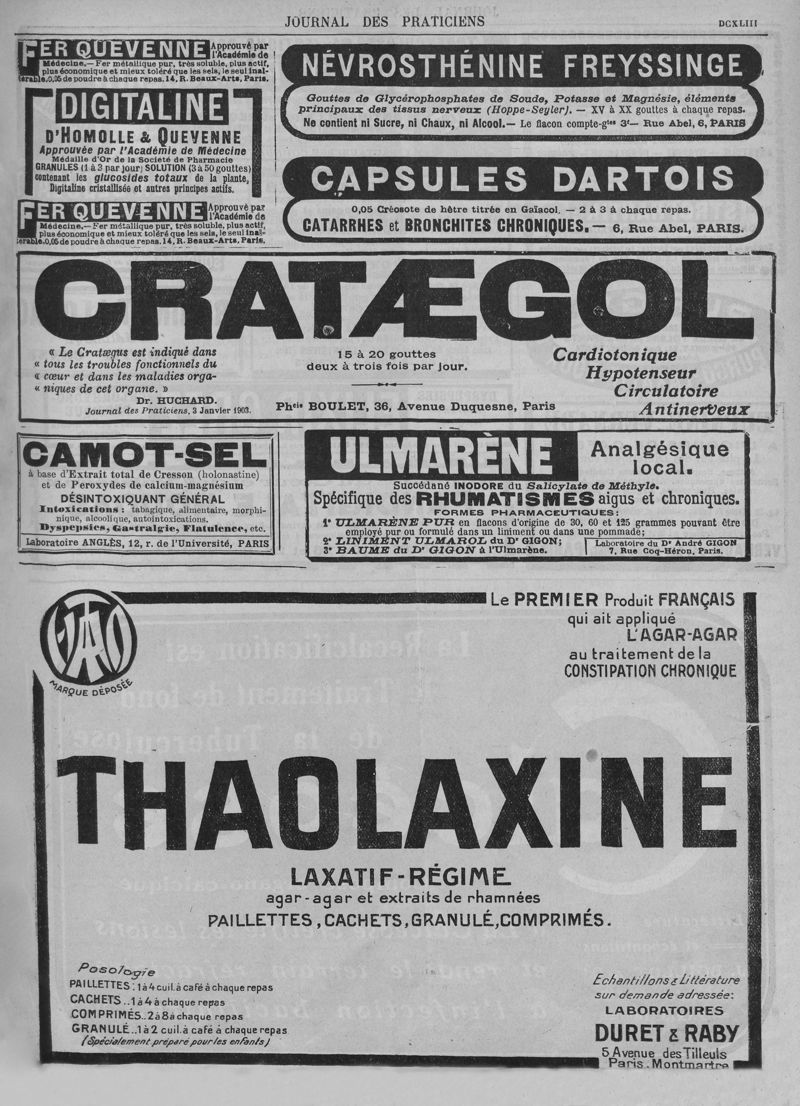 JOURNAL DES PRATICIENS
DCXLIII
FER QUEVENNE Approuvé par
l'Académie de
Médecine.— Fer métallique pur, très soluble, plus actif,
plus économique et mieux toléré que les sels, le seul inal-
térable.0,05 de poudre à chaque repas. 14, R. Beaux-Arts, Paris.
DIGITALINE
D'HOMOLLE & QUEVENNE
Approuvée par l'Académie de Médecine
Médaille d'Or de la Société de Pharmacie
GRANULES (1 à 3 par jour; SOLUTION (3 à 50 gouttes)
contenant les glucosides totaux de la plante,
Digitaline cristallisée et autres principes actifs.
FER QUEVENNE Approuvé par
l'Académie de
Médecine.— Fer métallique pur, très soluble, plus actif,
plus économique et mieux toléré que les sels, le seul inal-
térable.0,05 de poudre à chaque repas. 14, R. Beaux-Arts, Paris.
NÉVROSTHÉNINE FREYSSINGE
Gouttes de Glycérophosphates de Soude, Potasse et Magnésie, éléments
principaux des tissus nerveux (Hoppe-Seyler). — XV à XX gouttes à chaque repas.
Ne contient ni Sucre, ni Chaux, ni Alcool.— Le flacon compte-gtes 3f— Rue Abel, 6, PARIS
CAPSULES DARTOIS
0,05 Créosote de hêtre titrée en Gaïacol. — 2 à 3 à chaque repas.
CATARRHES et BRONCHITES CHRONIQUES.— 6, Rue Abel, PARIS.
CRATÆGOL
« Le Cratægus est indiqué dans
« tous les troubles fonctionnels du
« cœur et dans les maladies orga-
« niques de cet organe. »
Dr. HUCHARD.
Journal des Praticiens, 3 Janvier 1903.
15 à 20 gouttes
deux à trois fois par jour.
Phcie BOULET, 36, Avenue Duquesne, Paris
Cardiotonique
Hypotenseur
Circulatoire
Antinerveux
CAMOT-SEL
à base d'Extrait total de Cresson (holonastine)
et de Peroxydes de calcium-magnésium
DÉSINTOXIQUANT GÉNÉRAL
Intoxications : tabagique, alimentaire, morphi-
nique, alcoolique, autointoxications.
Dyspepsies, Gastralgie, Flatulence, etc.
Laboratoire ANGLÈS, 12, r. de l'Université, PARIS
ULMARÈNE
Analgésique
local.
Succédané INODORE du Salicylate de Méthyle.
Spécifique des RHUMATISMES aigus et chroniques.
FORMES PHARMACEUTIQUES:
1° ULMARÈNE PUR en flacons d'origine de 30, 60 et 125 grammes pouvant être
employé pur ou formulé dans un liniment ou dans une pommade;
2° LINIMENT ULMAROL du Dr GIGON;
3° BAUME du Dr GIGON à l'Ulmarène.
Laboratoire du Dr André GIGON
7, Rue Coq-Héron, Paris.
MARQUE DÉPOSÉE
Le PREMIER Produit FRANÇAIS
qui ait appliqué
L'AGAR-AGAR
au traitement de la
CONSTIPATION CHRONIQUE
THAOLAXINE
LAXATIF-RÉGIME
agar-agar et extraits de rhamnées
PAILLETTES, CACHETS, GRANULÉ, COMPRIMÉS.
Posologie
PAILLETTES : 1 à 4 cuil. à café à chaque repas
CACHETS .. 1 à 4 à chaque repas
COMPRIMÉS .. 2 à 8 à chaque repas
GRANULÉ .. 1 à 2 cuil. à café à chaque repas
(Spécialement préparé pour les enfants)
Echantillons & Littérature
sur demande adressée:
LABORATOIRES
DURET & RABY
5 Avenue des Tilleuls
Paris. Montmartre